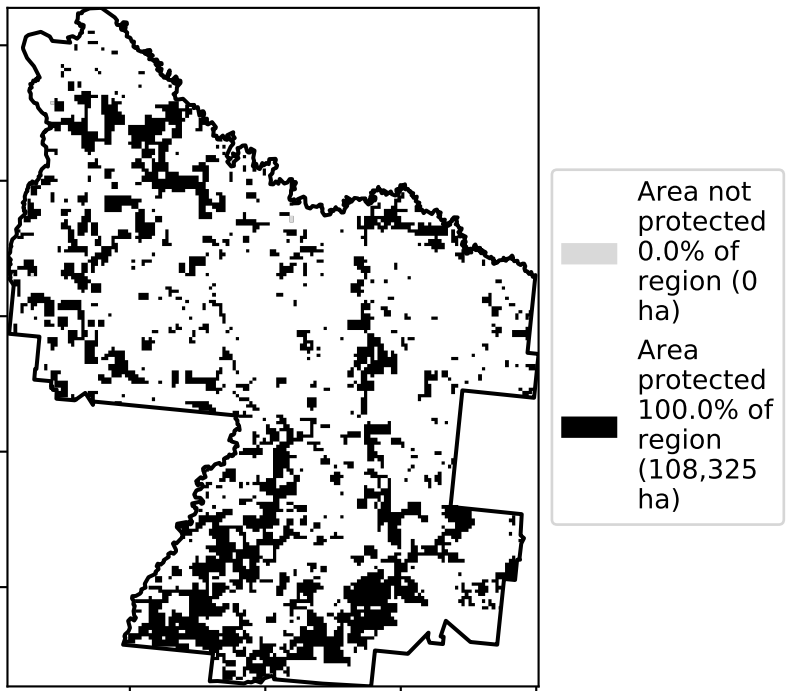 Area not
protected
0.0% of
region (0
ha)
Area
protected
100.0% of
region
(108,325
ha)